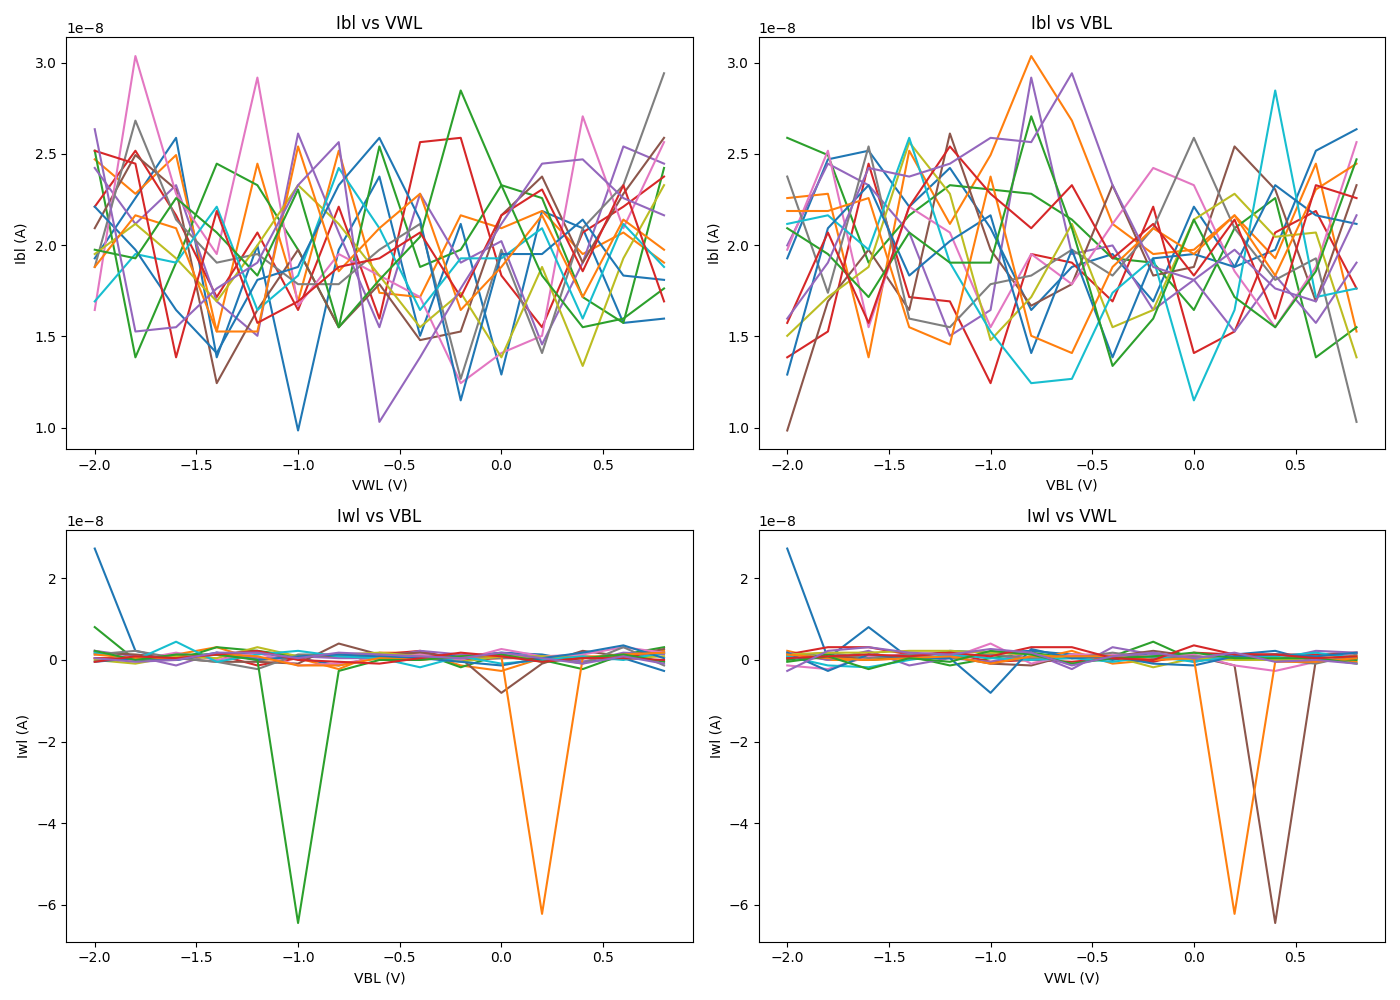 Ibl vs VWL
1e−8
3.0
2.5
2.0
1.5
1.0
Ibl (A)
−2.0 −1.5 −1.0 −0.5 0.0 0.5
VWL (V)
Ibl vs VBL
1e−8
3.0
2.5
2.0
1.5
1.0
Ibl (A)
−2.0 −1.5 −1.0 −0.5 0.0 0.5
VBL (V)
Iwl vs VBL
1e−8
2
0
−2
−4
−6
Iwl (A)
−2.0 −1.5 −1.0 −0.5 0.0 0.5
VBL (V)
Iwl vs VWL
1e−8
2
0
−2
−4
−6
Iwl (A)
−2.0 −1.5 −1.0 −0.5 0.0 0.5
VWL (V)